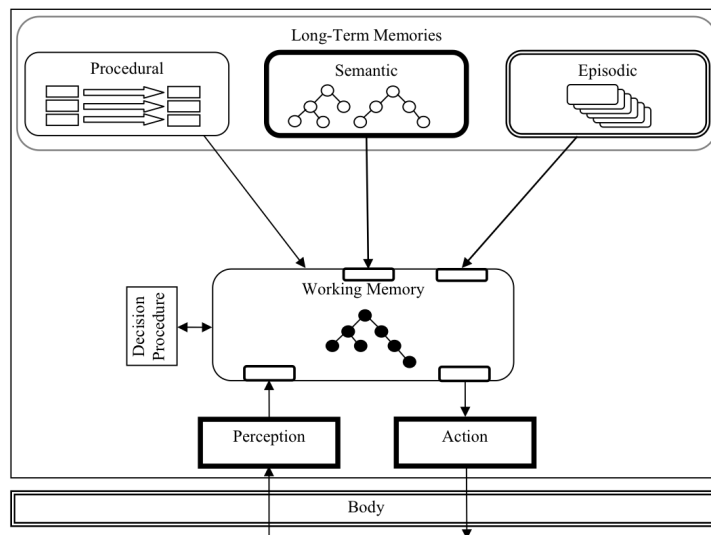 Long-Term Memories
Procedural
Semantic
Episodic
Working Memory
Decision
Procedure
Perception
Action
Body